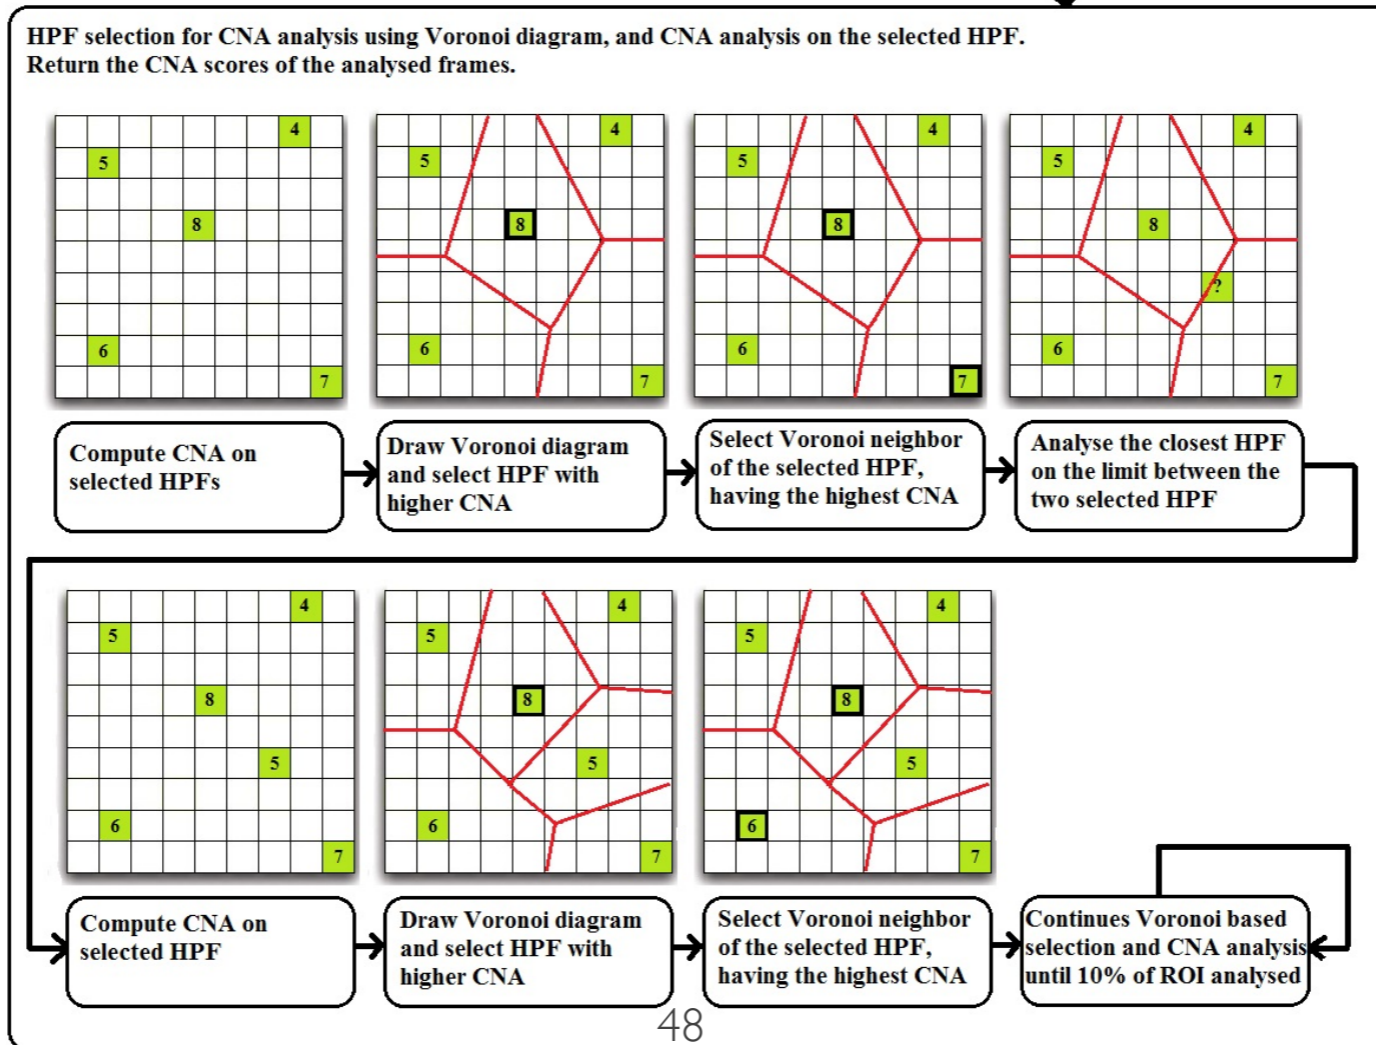 HPF selection for CNA analysis using Voronoi diagram, and CNA analysis on the selected HPF.
Return the CNA scores of the analysed frames.
4
5
8
6
7
4
5
8
6
7
4
5
8
6
7
4
5
8
?
6
7
Compute CNA on
selected HPFs
Draw Voronoi diagram
and select HPF with
higher CNA
Select Voronoi neighbor
of the selected HPF,
having the highest CNA
Analyse the closest HPF
on the limit between the
two selected HPF
4
5
8
5
6
7
4
5
8
5
6
7
4
5
8
5
6
7
Compute CNA on
selected HPF
Draw Voronoi diagram
and select HPF with
higher CNA
Select Voronoi neighbor
of the selected HPF,
having the highest CNA
Continues Voronoi based
selection and CNA analysis
until 10% of ROI analysed
48